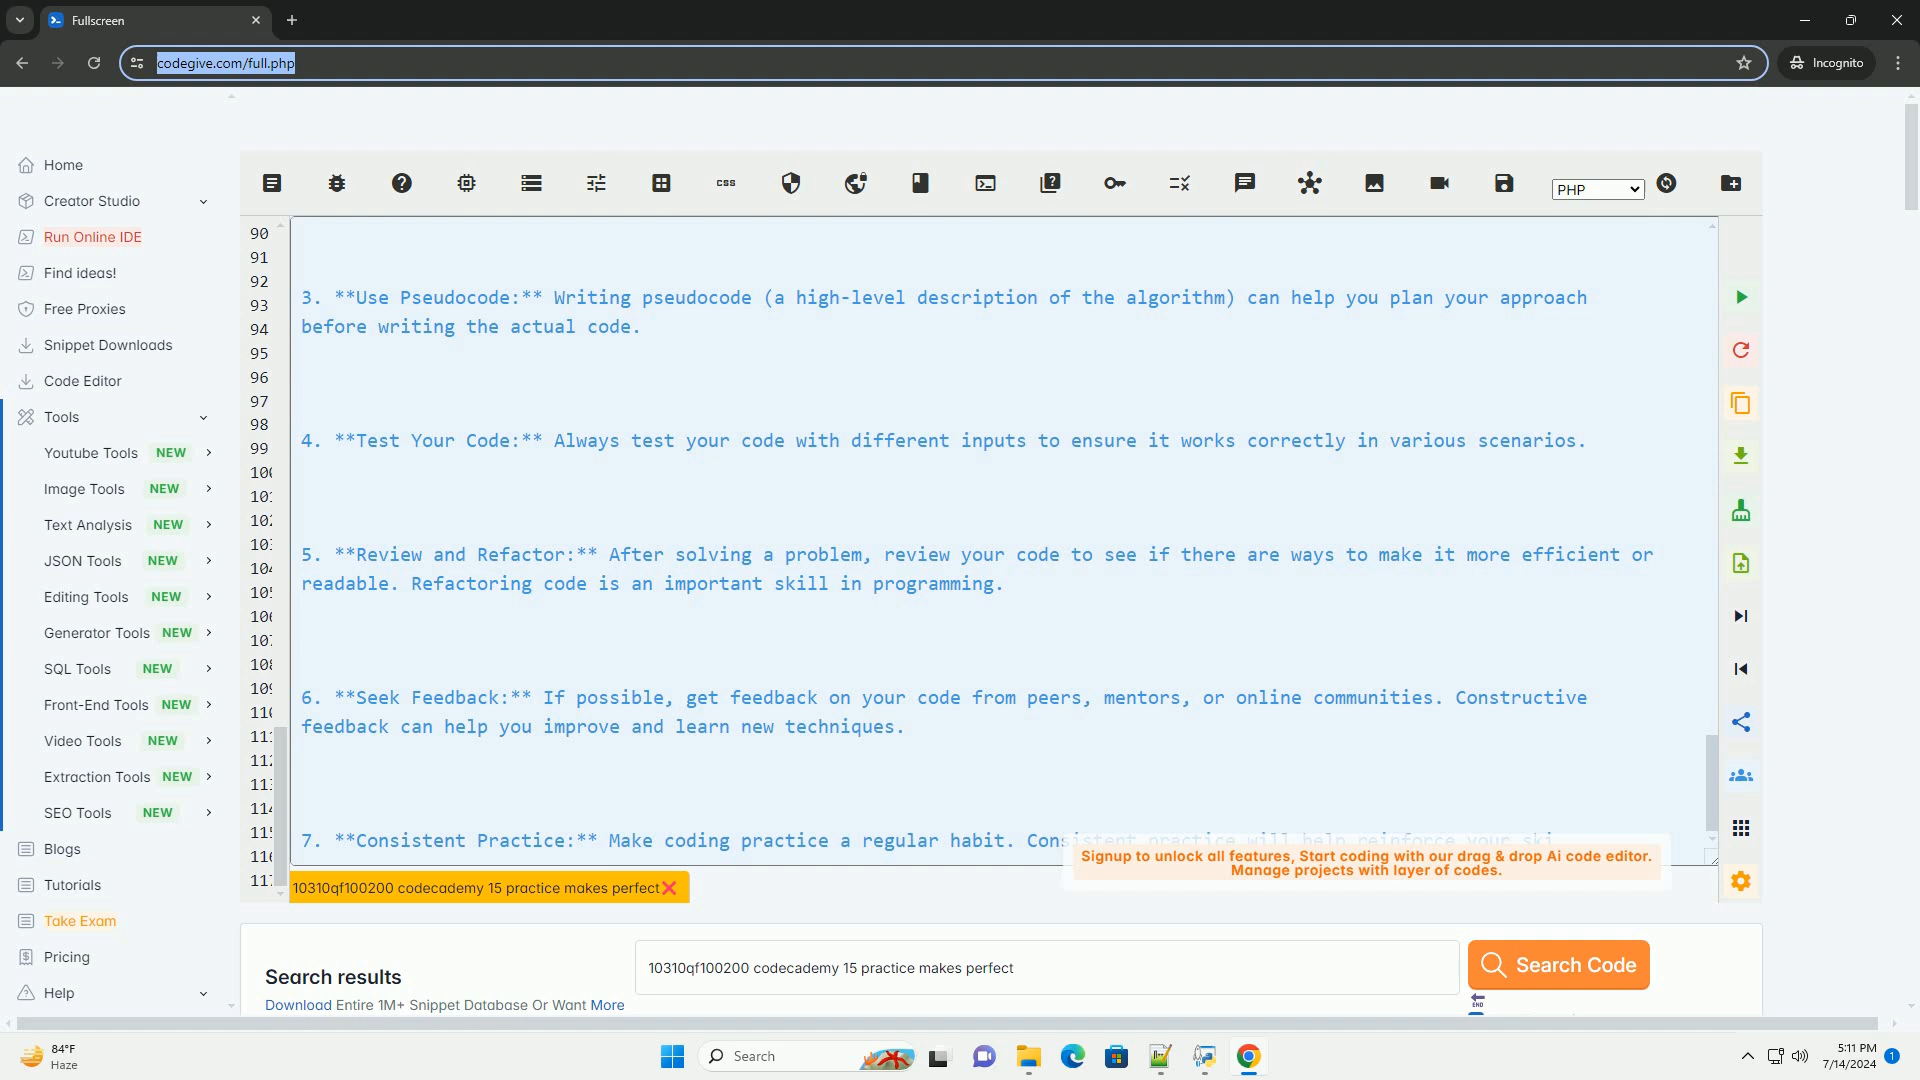 Fullscreen
codegive.com/full.php
Incognito
Home
Creator Studio
Run Online IDE
Find ideas!
Free Proxies
Snippet Downloads
Code Editor
Tools
Youtube Tools NEW
Image Tools NEW
Text Analysis NEW
JSON Tools NEW
Editing Tools NEW
Generator Tools NEW
SQL Tools NEW
Front-End Tools NEW
Video Tools NEW
Extraction Tools NEW
SEO Tools NEW
Blogs
Tutorials
Take Exam
Pricing
Help
css
PHP
90
91
92
93
94
95
96
97
98
99
3. **Use Pseudocode:** Writing pseudocode (a high-level description of the algorithm) can help you plan your approach
before writing the actual code.
4. **Test Your Code:** Always test your code with different inputs to ensure it works correctly in various scenarios.
5. **Review and Refactor:** After solving a problem, review your code to see if there are ways to make it more efficient or
readable. Refactoring code is an important skill in programming.
6. **Seek Feedback:** If possible, get feedback on your code from peers, mentors, or online communities. Constructive
feedback can help you improve and learn new techniques.
7. **Consistent Practice:** Make coding practice a regular habit. Consistent practice will help reinforce your ski
Signup to unlock all features, Start coding with our drag & drop Ai code editor.
Manage projects with layer of codes.
10310qf100200 codecademy 15 practice makes perfect
Search results
10310qf100200 codecademy 15 practice makes perfect
Search Code
Download Entire 1M+ Snippet Database Or Want More
END
84°F
Haze
Search
5:11 PM
7/14/2024
1